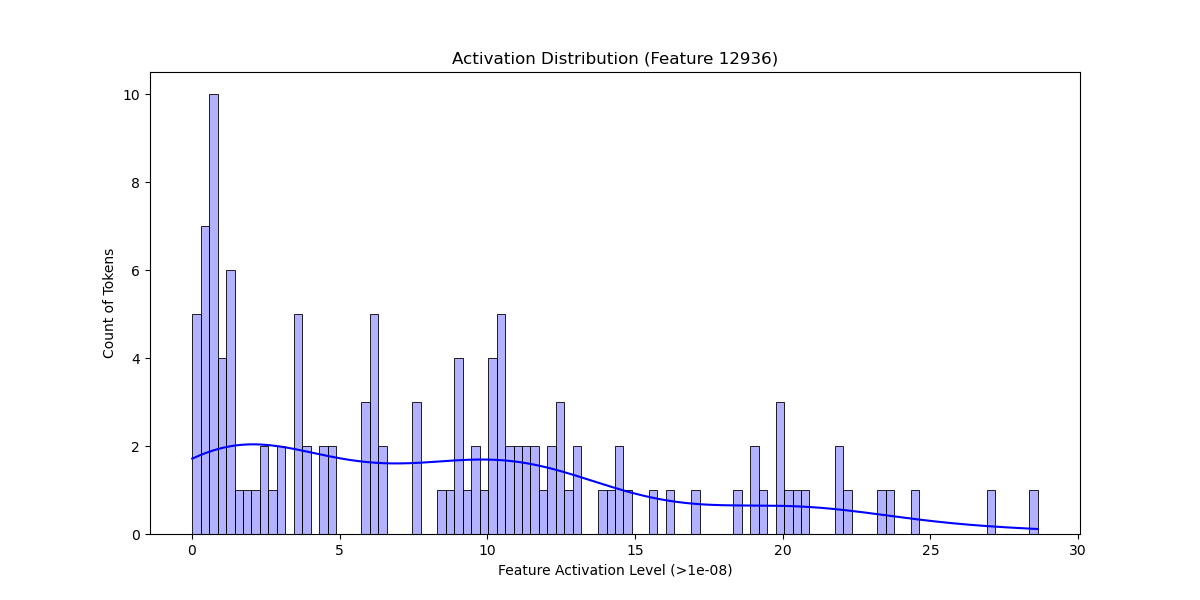 Activation Distribution (Feature 12936)
10
8
6
4
2
0
Count of Tokens
0 5 10 15 20 25 30
Feature Activation Level (>1e-08)